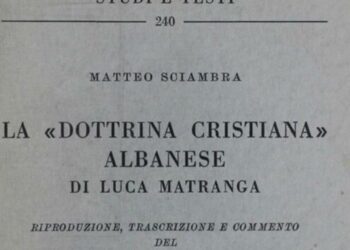 STUDI E TESTI
240
MATTEO SCIAMBRA
LA «DOTTRINA CRISTIANA»
ALBANESE
DI LUCA MATRANGA
RIPRODUZIONE, TRASCRIZIONE E COMMENTO
DEL